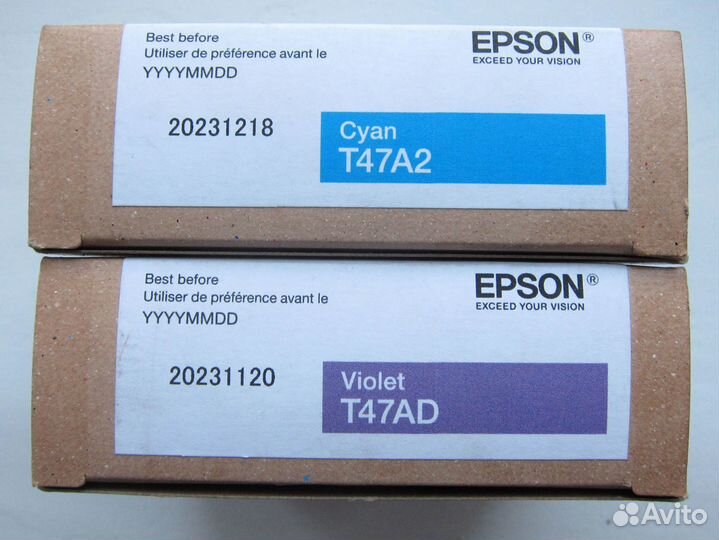 Best before
Utiliser de préférence avant le
YYYYMMDD
EPSON®
EXCEED YOUR VISION
20231218
Cyan
T47A2
Best before
Utiliser de préférence avant le
YYYYMMDD
EPSON®
EXCEED YOUR VISION
20231120
Violet
T47AD
Avito